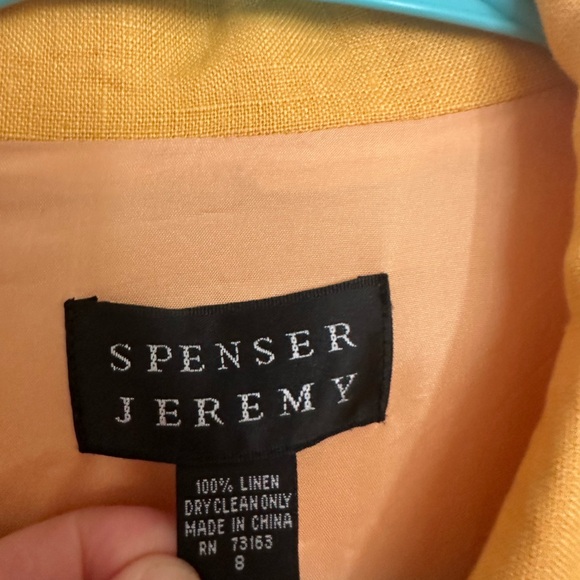 SPENSER
JEREMY
100% LINEN
DRY CLEAN ONLY
MADE IN CHINA
RN 73163
8